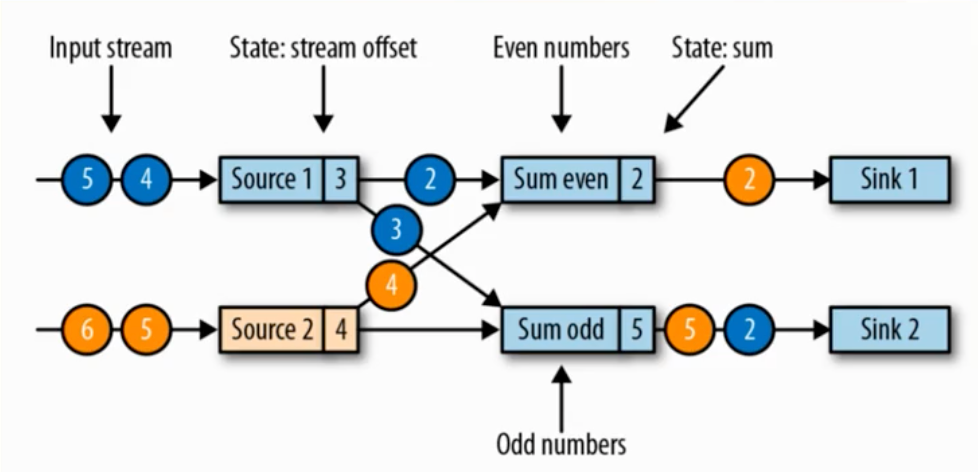 Input stream
State: stream offset
Even numbers
State: sum
5 4 Source 1 3 2 Sum even 2 2 Sink 1
3
4
6 5 Source 2 4 Sum odd 5 5 2 Sink 2
Odd numbers